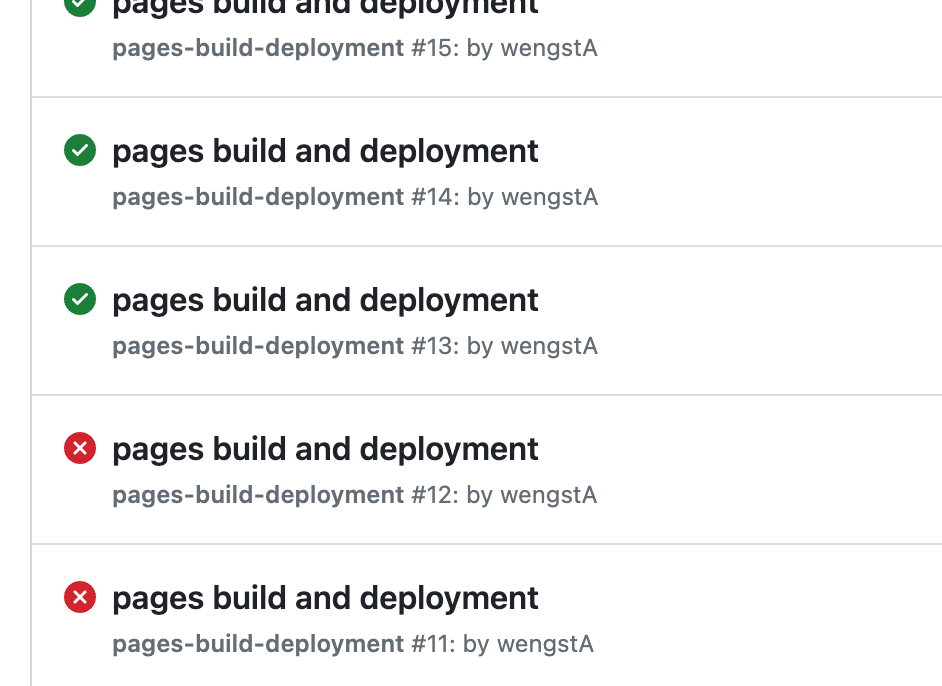 pages build and deployment
pages-build-deployment #15: by wengstA
pages build and deployment
pages-build-deployment #14: by wengstA
pages build and deployment
pages-build-deployment #13: by wengstA
pages build and deployment
pages-build-deployment #12: by wengstA
pages build and deployment
pages-build-deployment #11: by wengstA